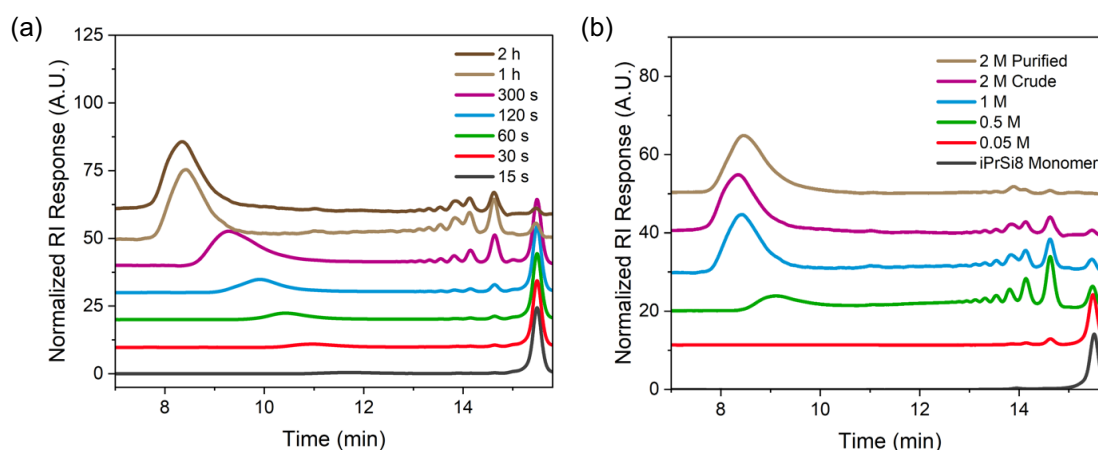 (a)
Normalized RI Response (A.U.)
125
100
75
50
25
0
2 h
1 h
300 s
120 s
60 s
30 s
15 s
8
10
12
14
Time (min)
(b)
Normalized RI Response (A.U.)
80
60
40
20
0
2 M Purified
2 M Crude
1 M
0.5 M
0.05 M
iPrSi8 Monomer
8
10
12
14
Time (min)